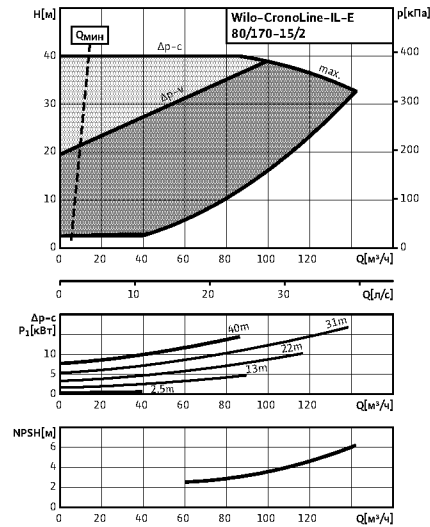 H[м]
Wilo-CronoLine-IL-E
80/170-15/2
p[кПа]
40
30
20
10
0
Qмин
Δp-c
Δp-v
max.
400
300
200
100
0
0 20 40 60 80 100 120 Q[м³/ч]
0 10 20 30 Q[л/с]
Δp-c
P₁[кВт]
10
5
0
40m
31m
22m
13m
2,5m
0 20 40 60 80 100 120 Q[м³/ч]
NPSH[м]
6
4
2
0
0 20 40 60 80 100 120 Q[м³/ч]